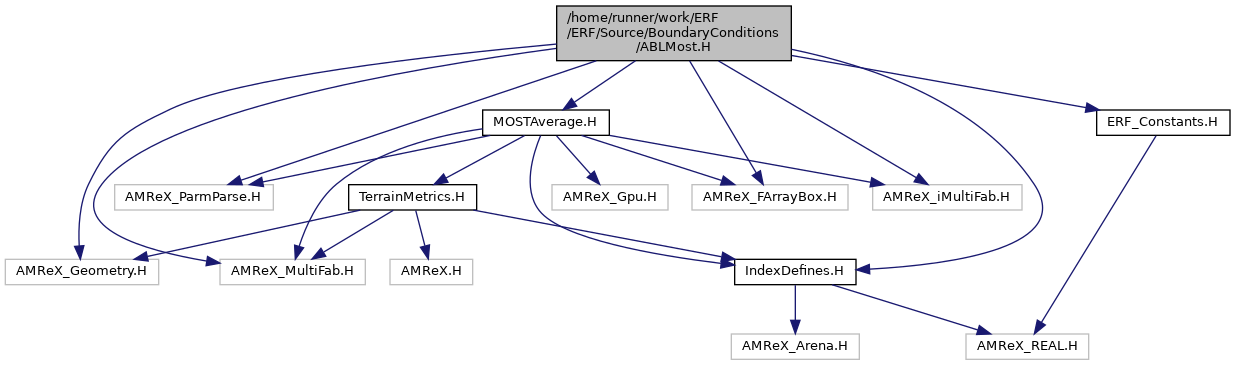 /home/runner/work/ERF
/ERF/Source/BoundaryConditions
/ABLMost.H
MOSTAverage.H
ERF_Constants.H
AMReX_ParmParse.H
TerrainMetrics.H
AMReX_Gpu.H
AMReX_FArrayBox.H
AMReX_iMultiFab.H
AMReX_Geometry.H
AMReX_MultiFab.H
AMReX.H
IndexDefines.H
AMReX_Arena.H
AMReX_REAL.H